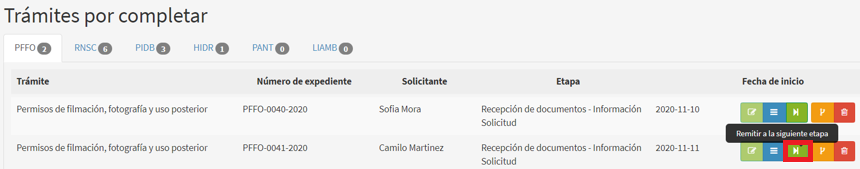 Trámites por completar
PFFO 2 RNSC 6 PIDB 3 HIDR 1 PANT 0 LIAMB 0
Trámite Número de expediente Solicitante Etapa Fecha de inicio
Permisos de filmación, fotografía y uso posterior PFFO-0040-2020 Sofia Mora Recepción de documentos - Información 2020-11-10
Solicitud
Remitir a la siguiente etapa
Permisos de filmación, fotografía y uso posterior PFFO-0041-2020 Camilo Martinez Recepción de documentos - Información 2020-11-11
Solicitud